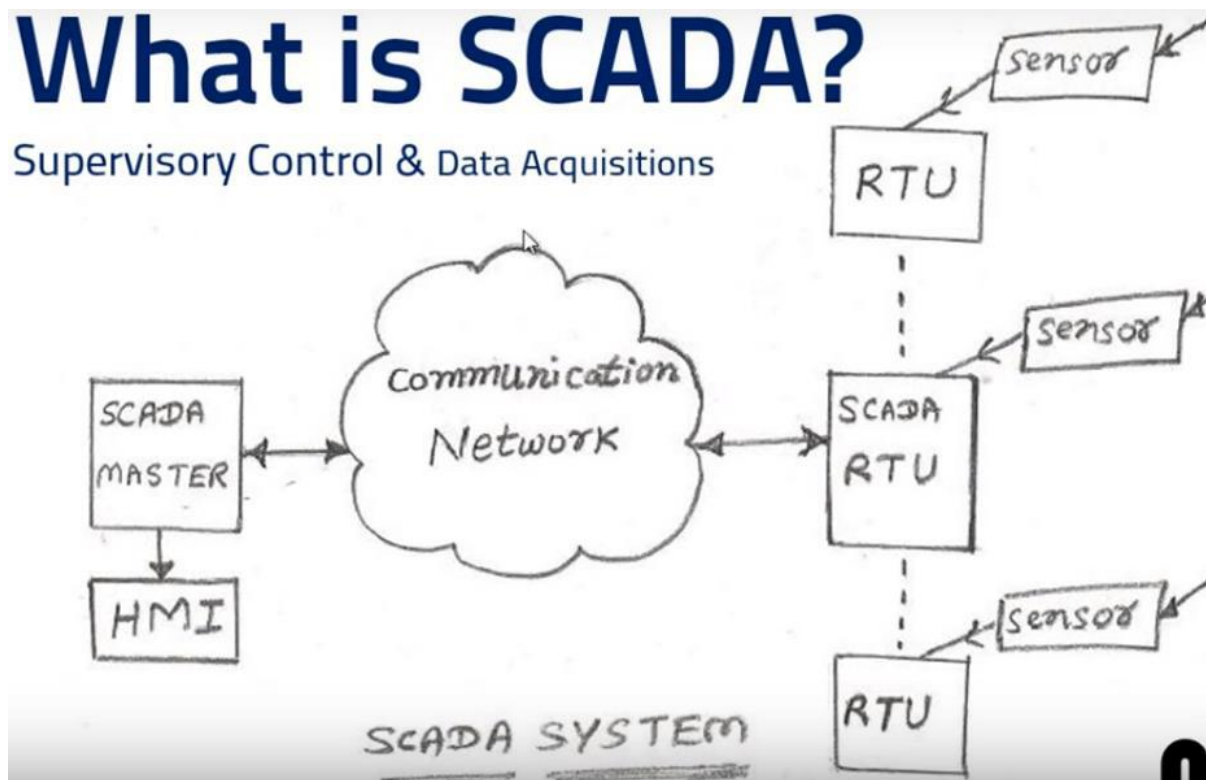 What is SCADA?
Supervisory Control & Data Acquisitions
sensor
RTU
sensor
SCADA
RTU
Communication
Network
SCADA
MASTER
HMI
sensor
RTU
SCADA SYSTEM